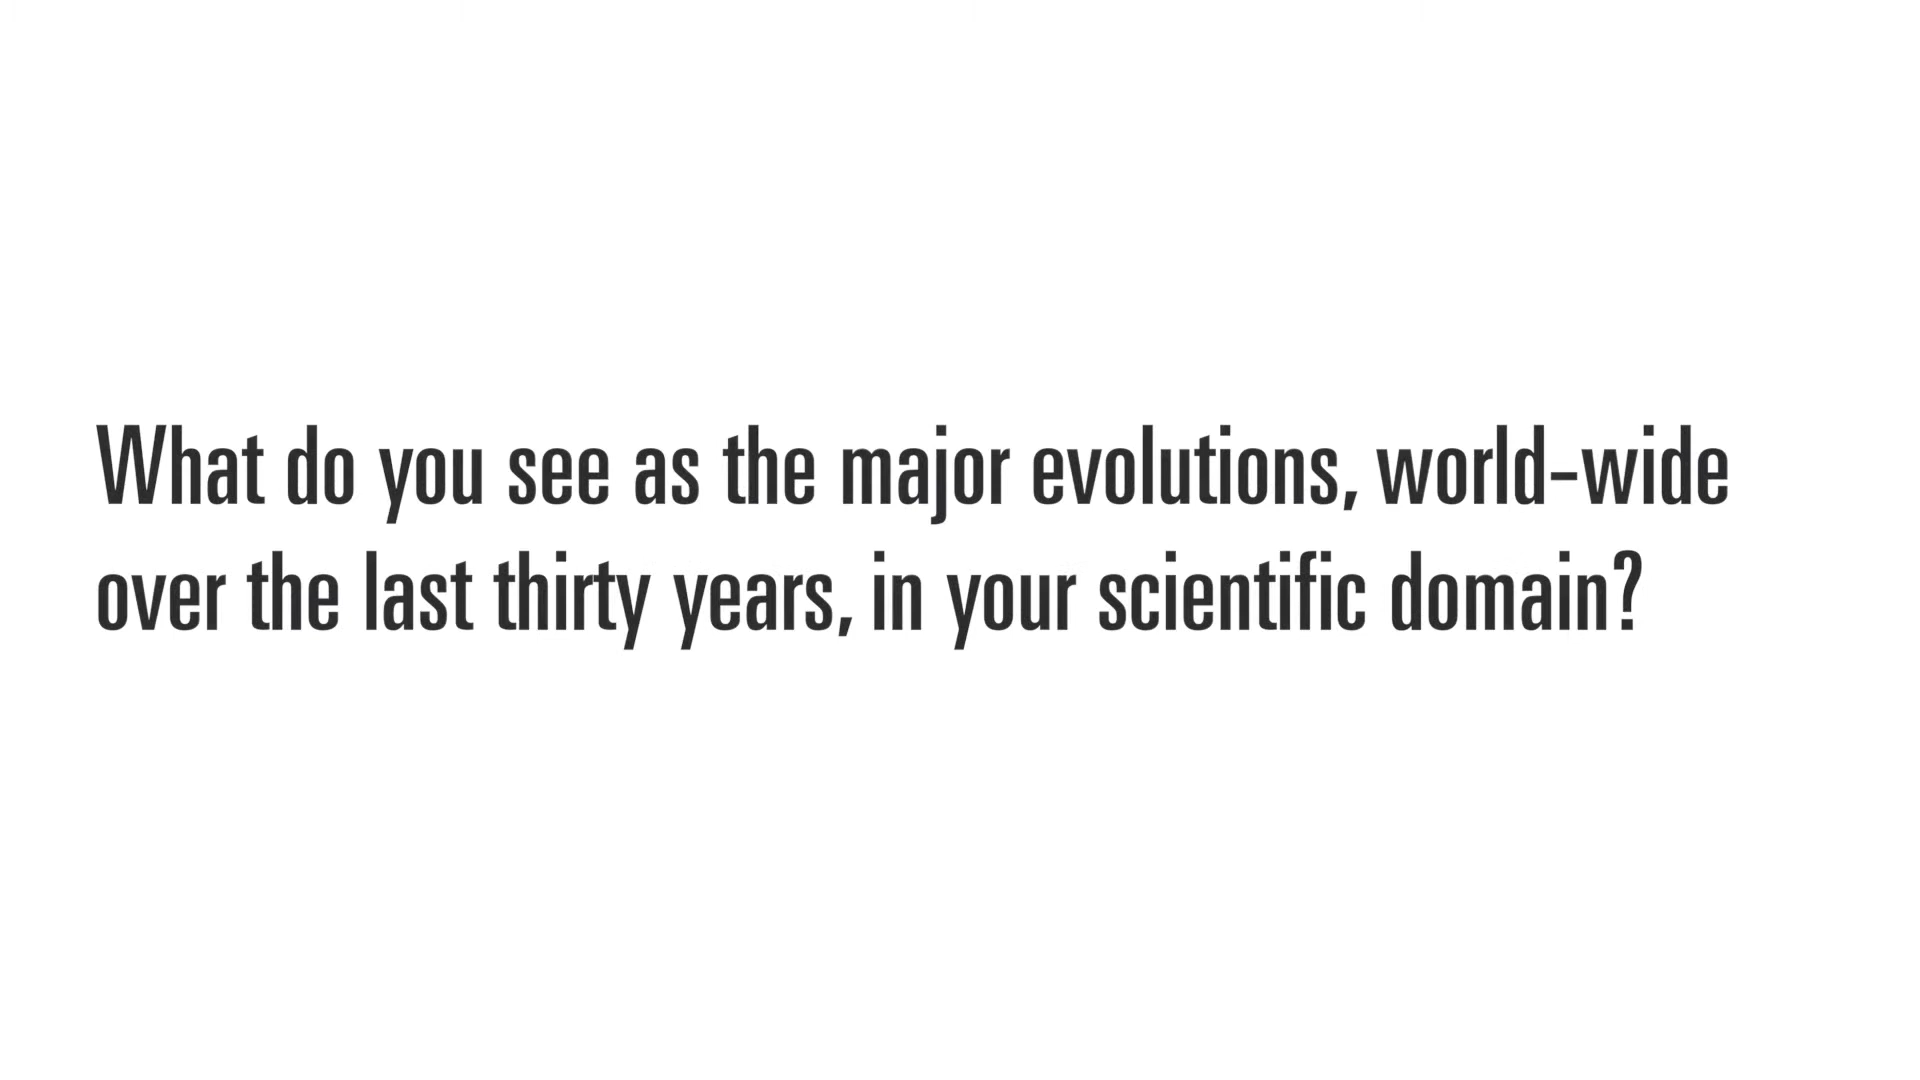 What do you see as the major evolutions, world-wide
over the last thirty years, in your scientific domain?